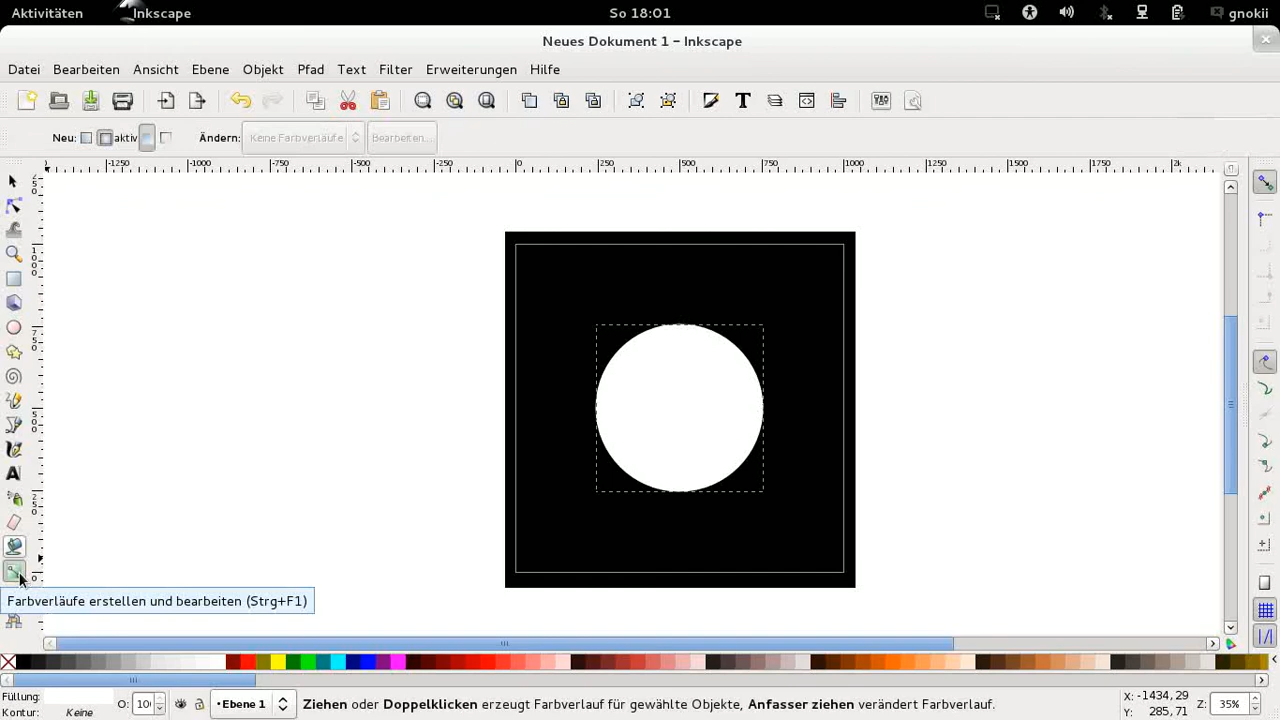 Aktivitäten Inkscape So 18:01 gnokii
Neues Dokument 1 - Inkscape
Datei Bearbeiten Ansicht Ebene Objekt Pfad Text Filter Erweiterungen Hilfe
Neu: aktiv Ändern: Keine Farbverläufe Bearbeiten...
-1250 -1000 -750 -500 -250 0 250 500 750 1000 1250 1500 1750 2k
Farbverläufe erstellen und bearbeiten (Strg+F1)
Füllung: O: 10 Ebene 1 Ziehen oder Doppelklicken erzeugt Farbverlauf für gewählte Objekte, Anfasser ziehen verändert Farbverlauf. X: -1434,29 Z: 35%
Kontur: Keine Y: 285,71